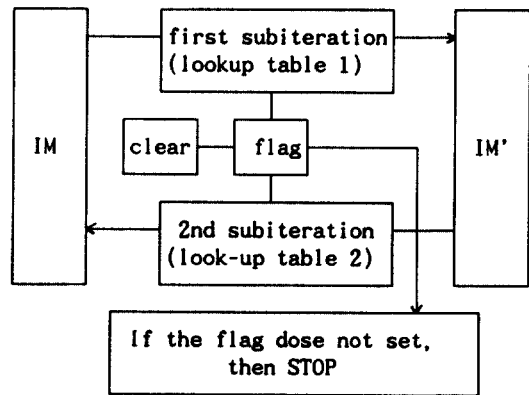 first subiteration
(lookup table 1)
IM
clear
flag
IM'
2nd subiteration
(look-up table 2)
If the flag dose not set,
then STOP